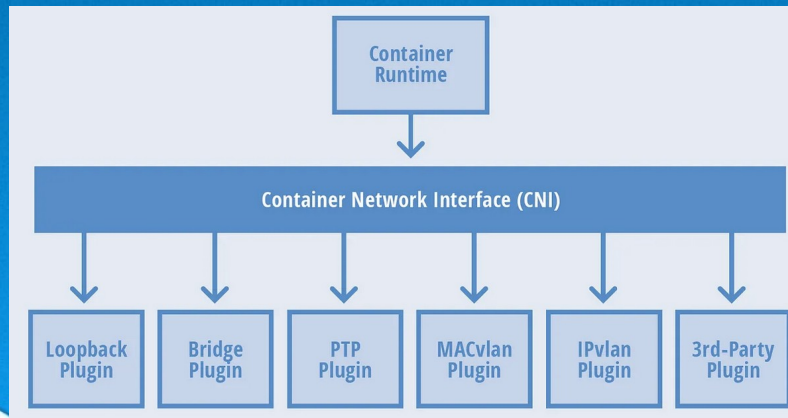 Container
Runtime
Container Network Interface (CNI)
Loopback
Plugin
Bridge
Plugin
PTP
Plugin
MACvlan
Plugin
IPvlan
Plugin
3rd-Party
Plugin